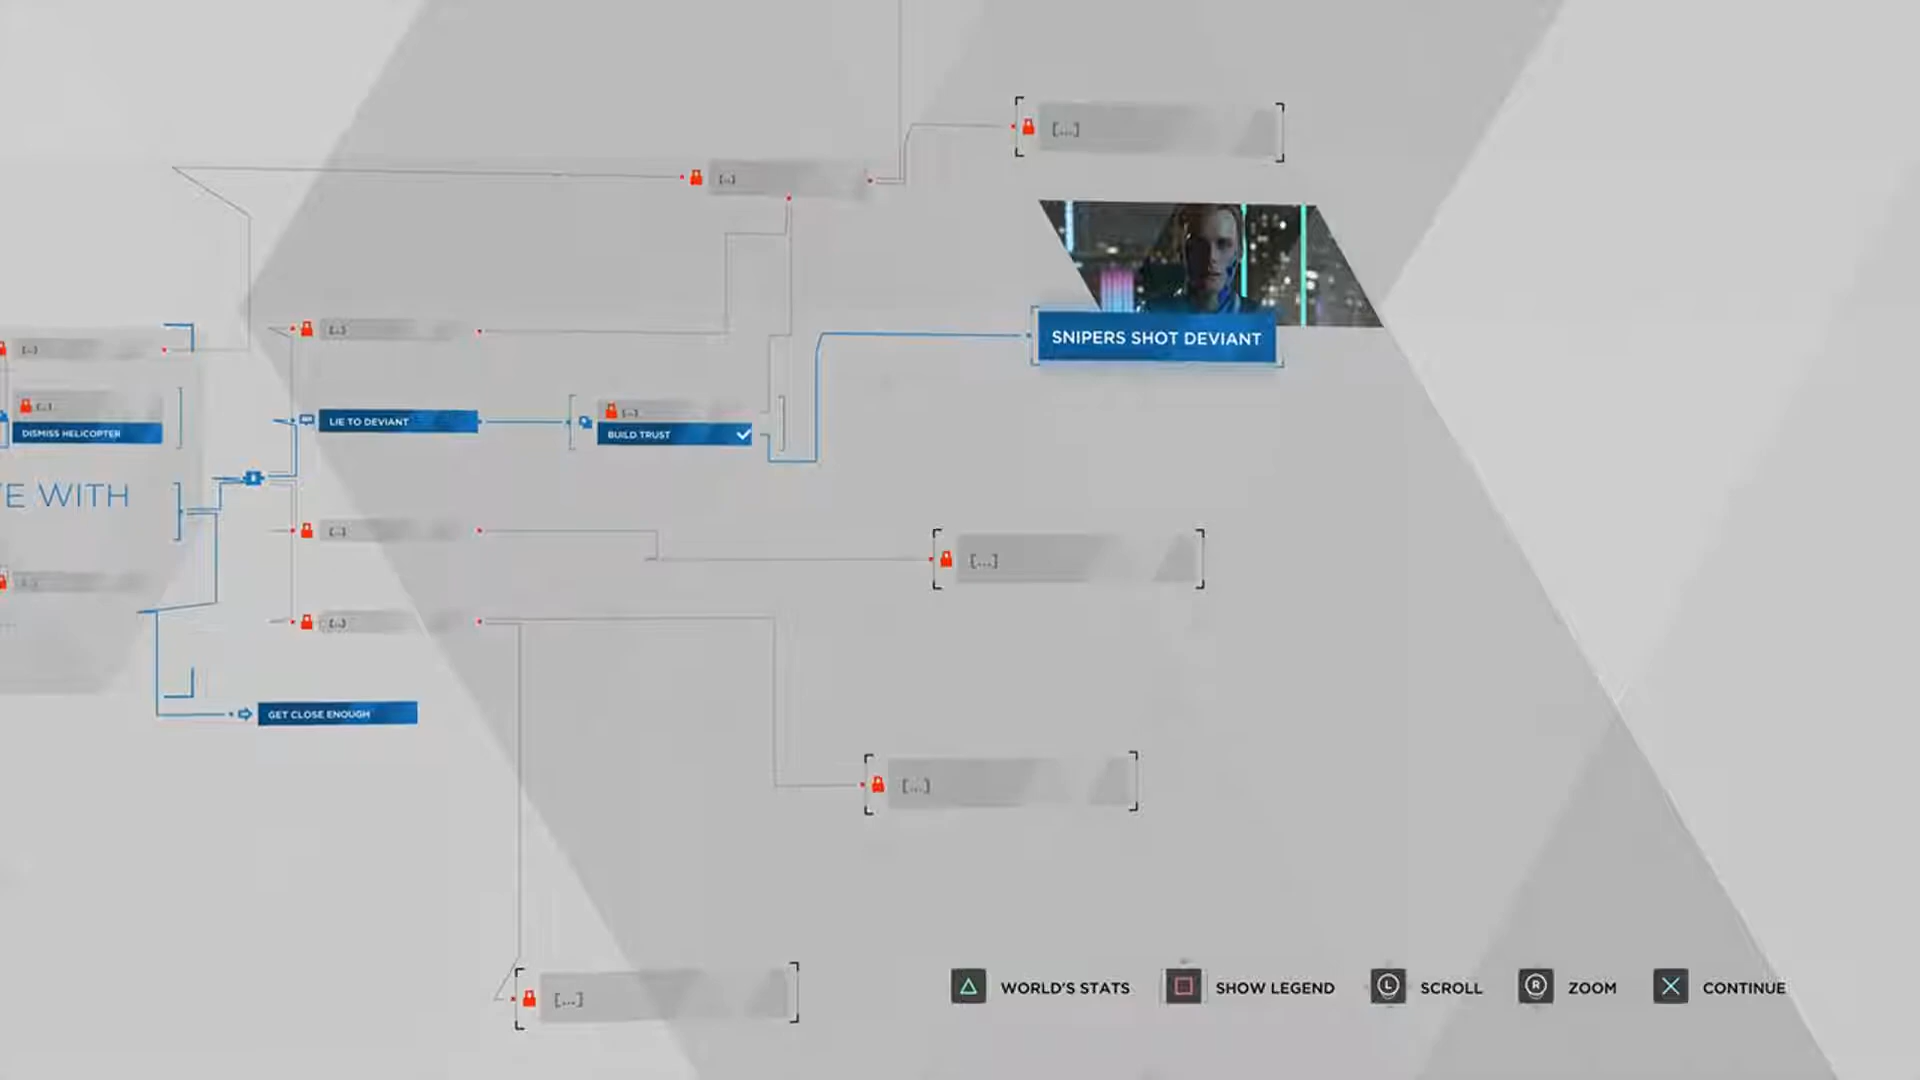 [...]
[...]
SNIPERS SHOT DEVIANT
[...]
[...]
[...]
[...]
LIE TO DEVIANT
[...]
BUILD TRUST
DISMISS HELICOPTER
E WITH
[...]
[...]
[...]
GET CLOSE ENOUGH
[...]
[...]
WORLD'S STATS
SHOW LEGEND
L
SCROLL
R
ZOOM
CONTINUE